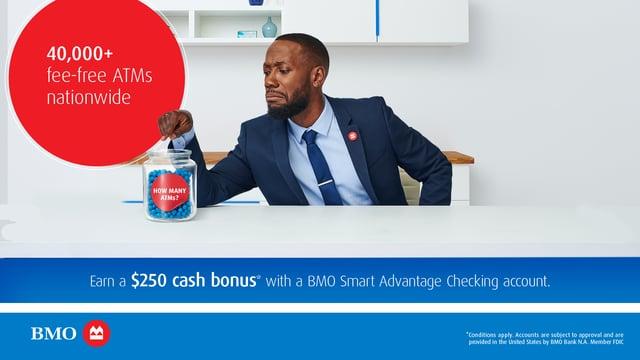 40,000+
fee-free ATMs
nationwide
HOW MANY
ATMs?
Earn a $250 cash bonus* with a BMO Smart Advantage Checking account.
BMO
*Conditions apply. Accounts are subject to approval and are
provided in the United States by BMO Bank N.A. Member FDIC